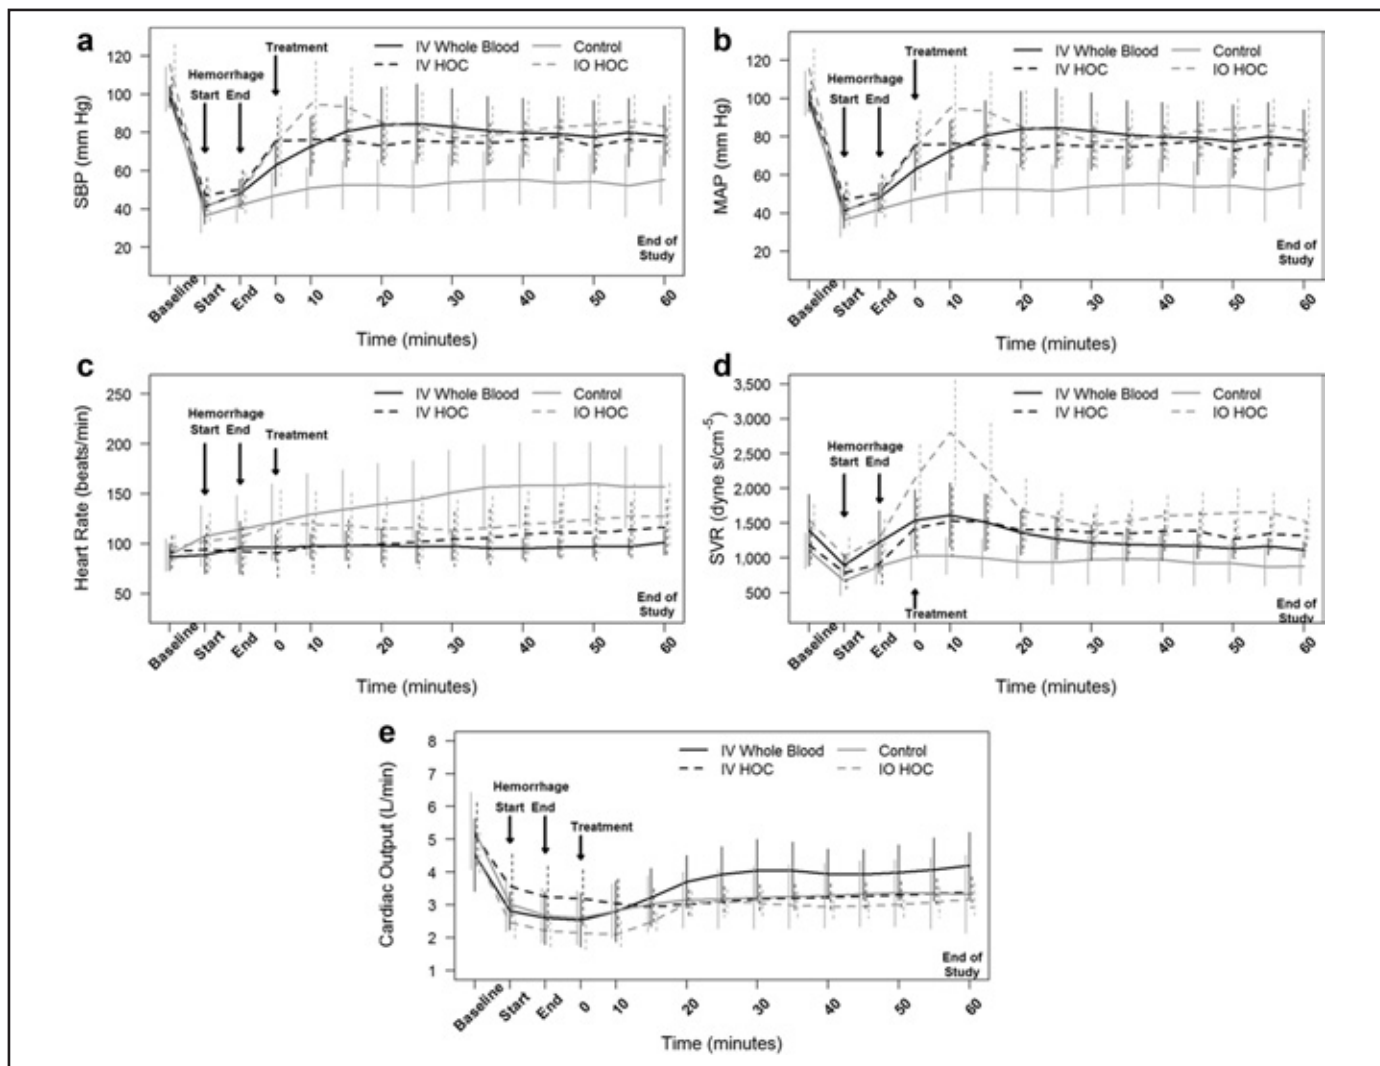 a
Treatment
IV Whole Blood
Control
IV HOC
IO HOC
Hemorrhage
Start End
120
100
80
60
40
20
SBP (mm Hg)
End of
Study
Baseline
Start
End
0
10
20
30
40
50
60
Time (minutes)
b
Treatment
IV Whole Blood
Control
IV HOC
IO HOC
Hemorrhage
Start End
120
100
80
60
40
20
MAP (mm Hg)
End of
Study
Baseline
Start
End
0
10
20
30
40
50
60
Time (minutes)
c
IV Whole Blood
Control
IV HOC
IO HOC
Hemorrhage
Start End
Treatment
250
200
150
100
50
Heart Rate (beats/min)
End of
Study
Baseline
Start
End
0
10
20
30
40
50
60
Time (minutes)
d
IV Whole Blood
Control
IV HOC
IO HOC
Hemorrhage
Start End
3,500
3.000
2.500
2.000
1.500
1.000
500
SVR (dyne s/cm-5)
Treatment
End of
Study
Baseline
Start
End
0
10
20
30
40
50
60
Time (minutes)
e
IV Whole Blood
Control
IV HOC
IO HOC
Hemorrhage
Start End
Treatment
8
7
6
5
4
3
2
1
Cardiac Output (L/min)
End of
Study
Baseline
Start
End
0
10
20
30
40
50
60
Time (minutes)